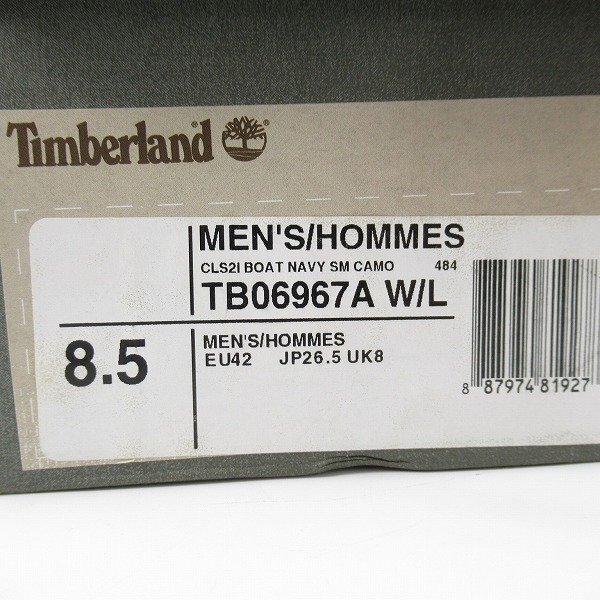 Timberland
MEN'S/HOMMES
CLS2I BOAT NAVY SM CAMO 484
TB06967A W/L
8.5
MEN'S/HOMMES
EU42 JP26.5 UK8
8 87974 81927